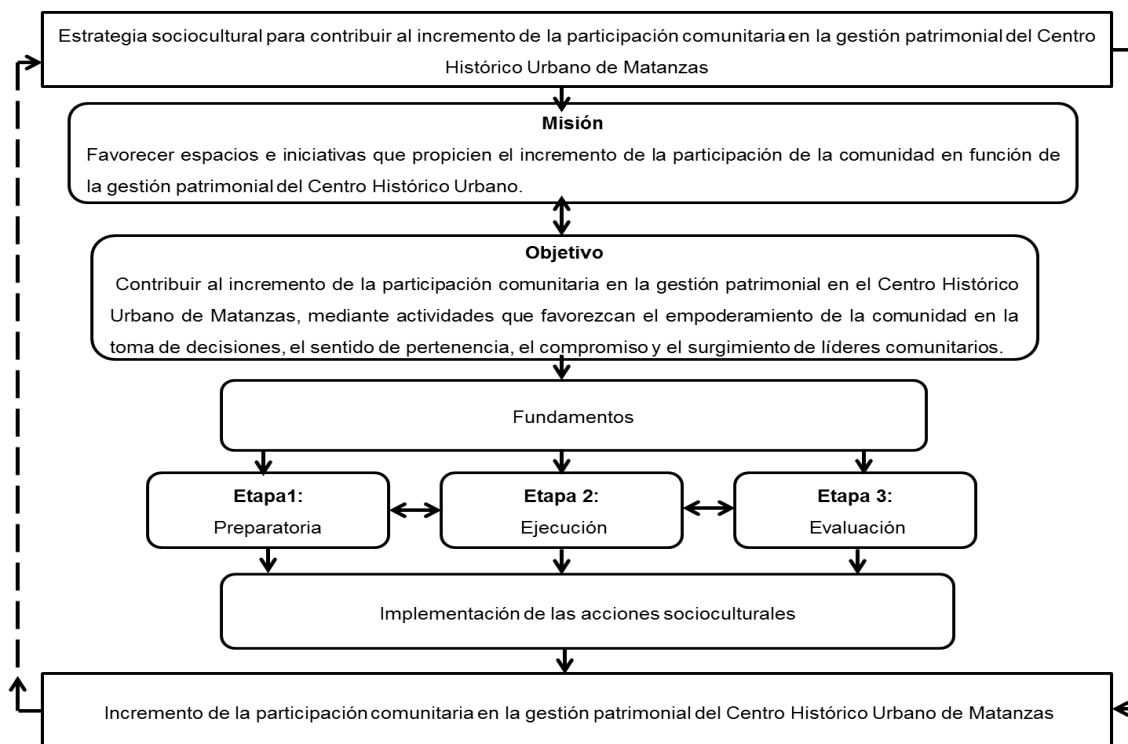 Estrategia sociocultural para contribuir al incremento de la participación comunitaria en la gestión patrimonial del Centro
Histórico Urbano de Matanzas
Misión
Favorecer espacios e iniciativas que propicien el incremento de la participación de la comunidad en función de
la gestión patrimonial del Centro Histórico Urbano.
Objetivo
Contribuir al incremento de la participación comunitaria en la gestión patrimonial en el Centro Histórico
Urbano de Matanzas, mediante actividades que favorezcan el empoderamiento de la comunidad en la
toma de decisiones, el sentido de pertenencia, el compromiso y el surgimiento de líderes comunitarios.
Fundamentos
Etapa1:
Preparatoria
Etapa 2:
Ejecución
Etapa 3:
Evaluación
Implementación de las acciones socioculturales
Incremento de la participación comunitaria en la gestión patrimonial del Centro Histórico Urbano de Matanzas